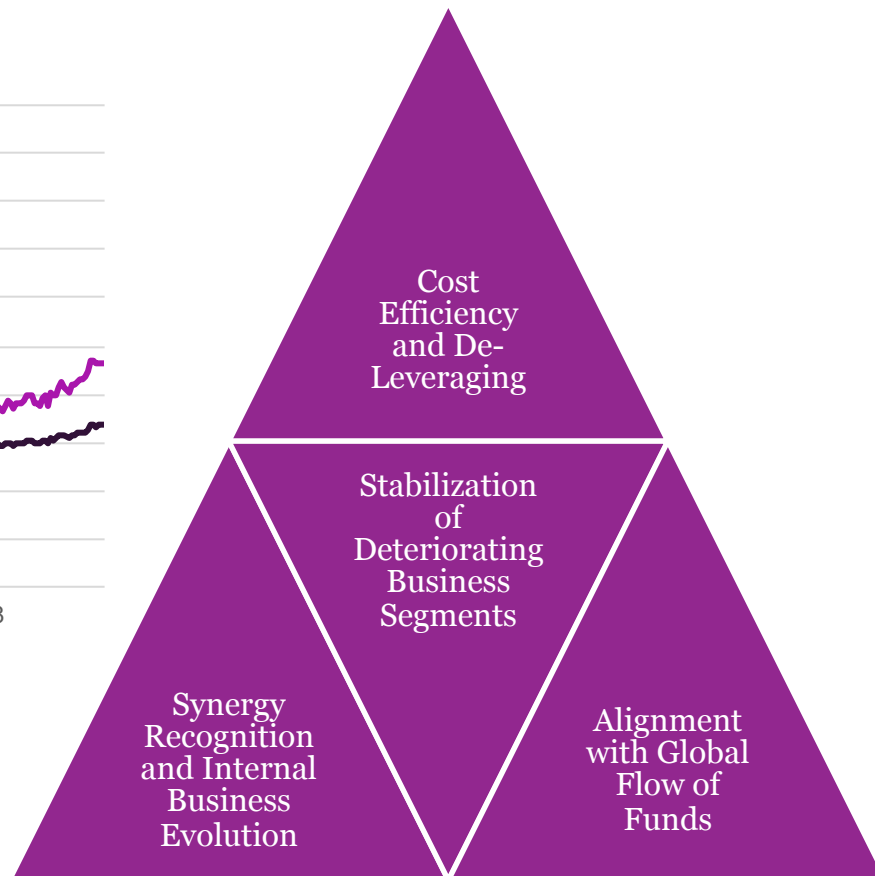 Cost
Efficiency
and De-
Leveraging
Stabilization
of
Deteriorating
Business
Segments
Synergy
Recognition
and Internal
Business
Evolution
Alignment
with Global
Flow of
Funds